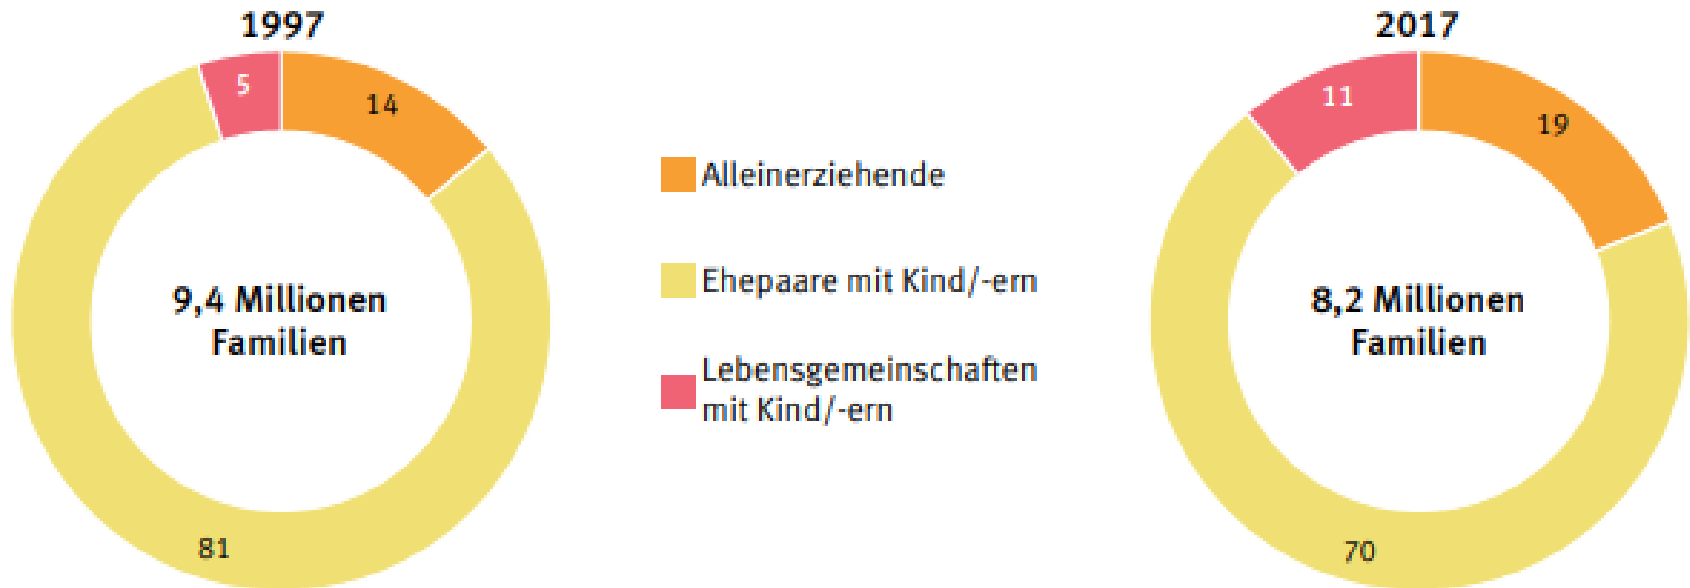 1997
5
14
9,4 Millionen
Familien
81
Alleinerziehende
Ehepaare mit Kind/-ern
Lebensgemeinschaften
mit Kind/-ern
2017
11
19
8,2 Millionen
Familien
70